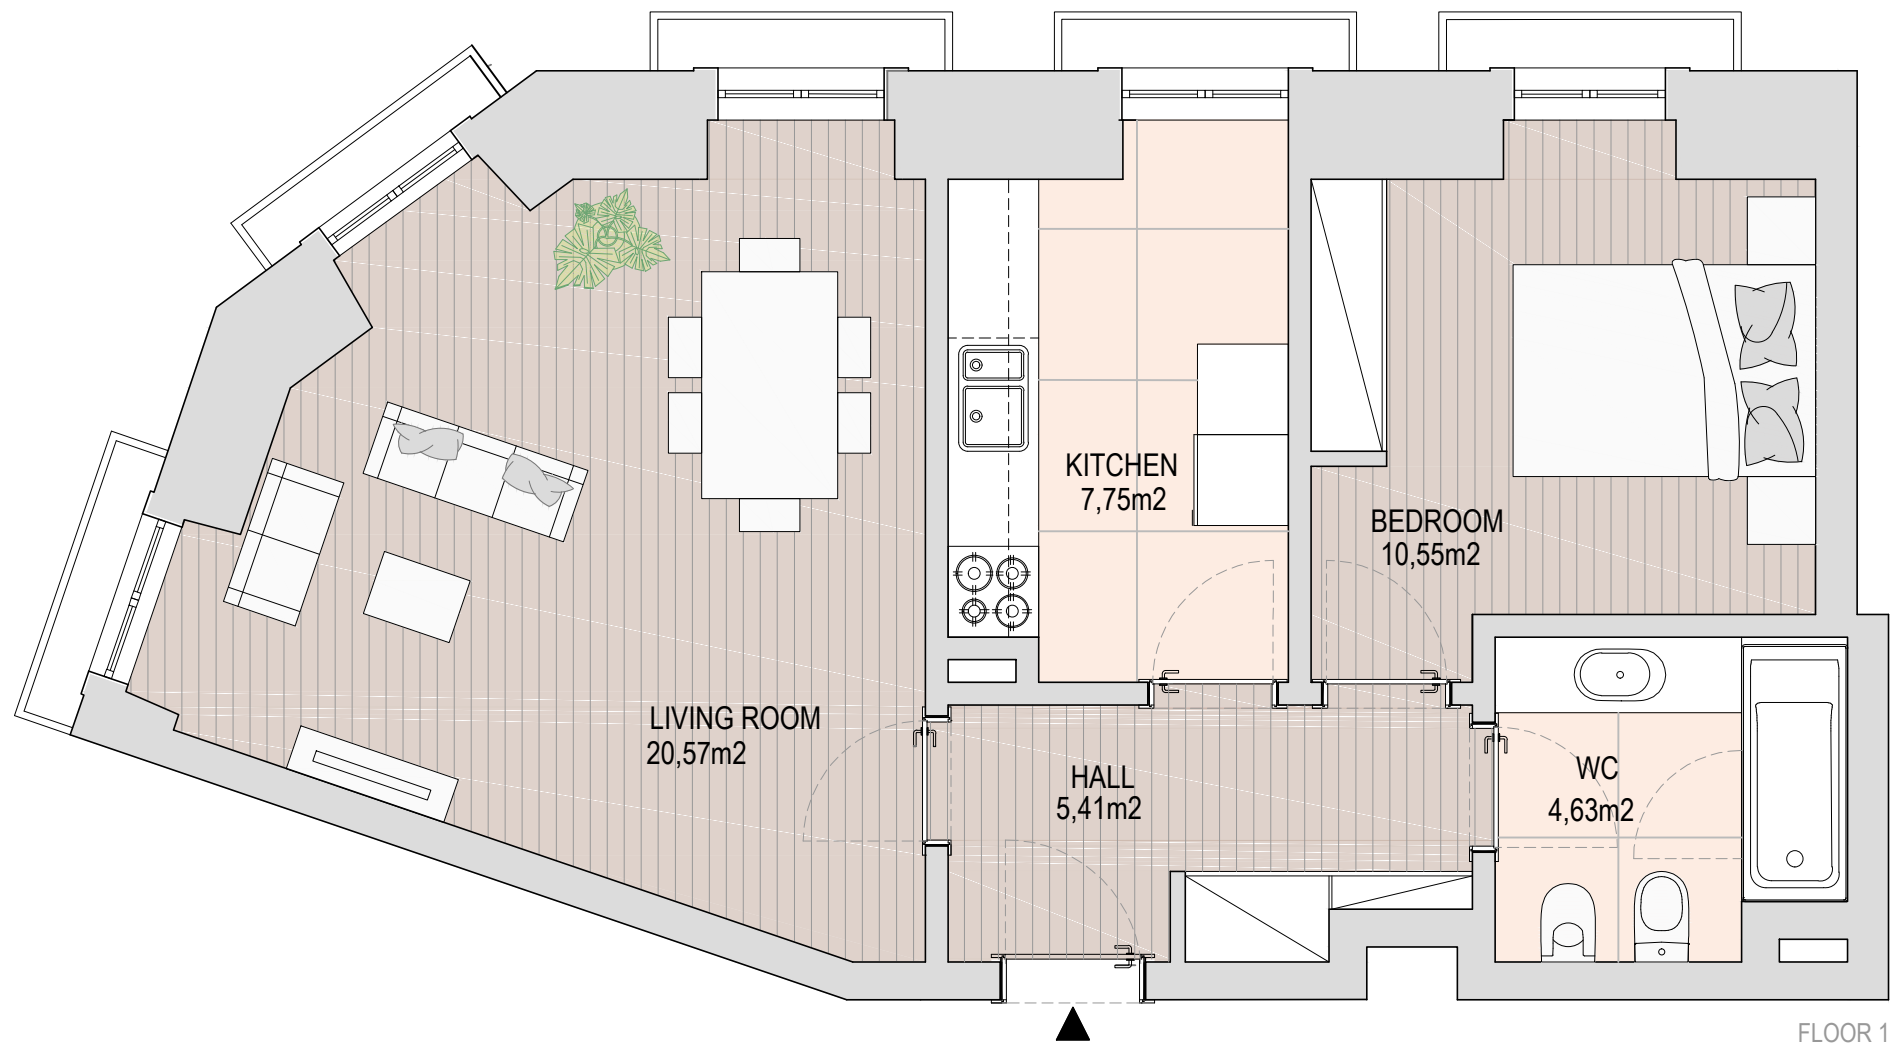 KITCHEN
7,75m2
BEDROOM
10,55m2
LIVING ROOM
20,57m2
HALL
5,41m2
WC
4,63m2
FLOOR 1